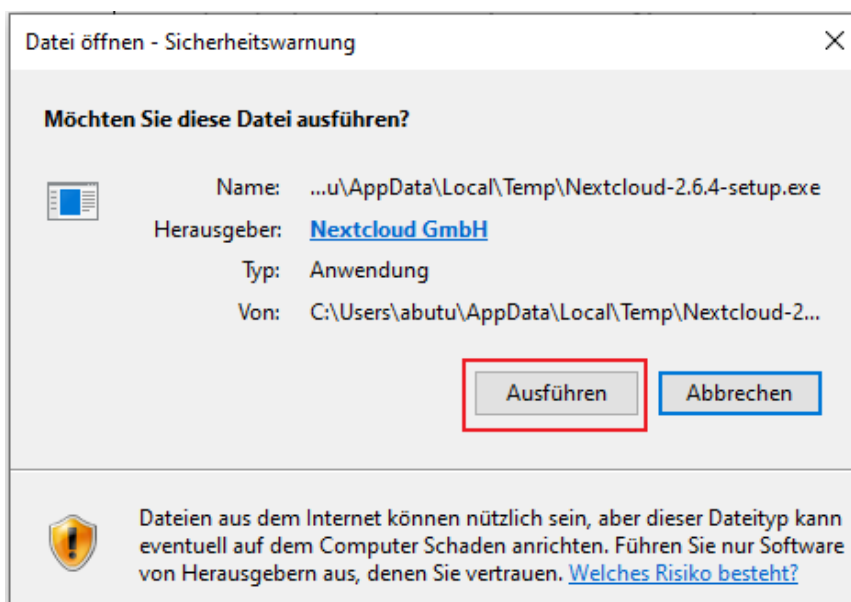 Datei öffnen - Sicherheitswarnung
Möchten Sie diese Datei ausführen?
Name: ...u\AppData\Local\Temp\Nextcloud-2.6.4-setup.exe
Herausgeber: Nextcloud GmbH
Typ: Anwendung
Von: C:\Users\abutu\AppData\Local\Temp\Nextcloud-2...
Ausführen Abbrechen
Dateien aus dem Internet können nützlich sein, aber dieser Dateityp kann
eventuell auf dem Computer Schaden anrichten. Führen Sie nur Software
von Herausgebern aus, denen Sie vertrauen. Welches Risiko besteht?